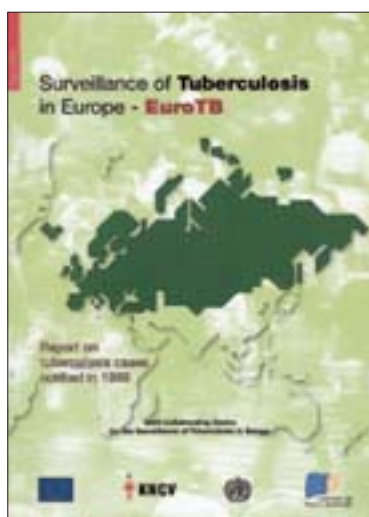 Surveillance of Tuberculosis
in Europe - EuroTB
Report on
tuberculosis cases
notified in
WHO Collaborating Centre
for the Surveillance of Tuberculosis in Europe
KNCV